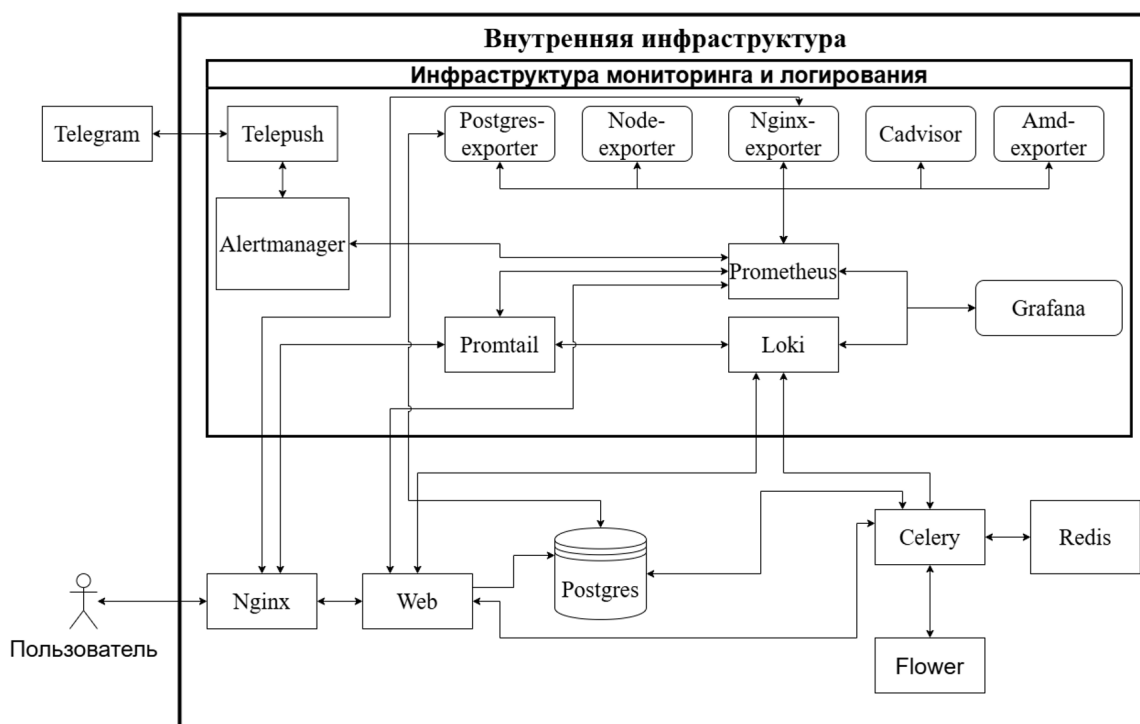 Внутренняя инфраструктура
Инфраструктура мониторинга и логирования
Telegram
Telepush
Postgres-
exporter
Node-
exporter
Nginx-
exporter
Cadvisor
Amd-
exporter
Alertmanager
Prometheus
Grafana
Promtail
Loki
Celery
Redis
Postgres
Nginx
Web
Пользователь
Flower